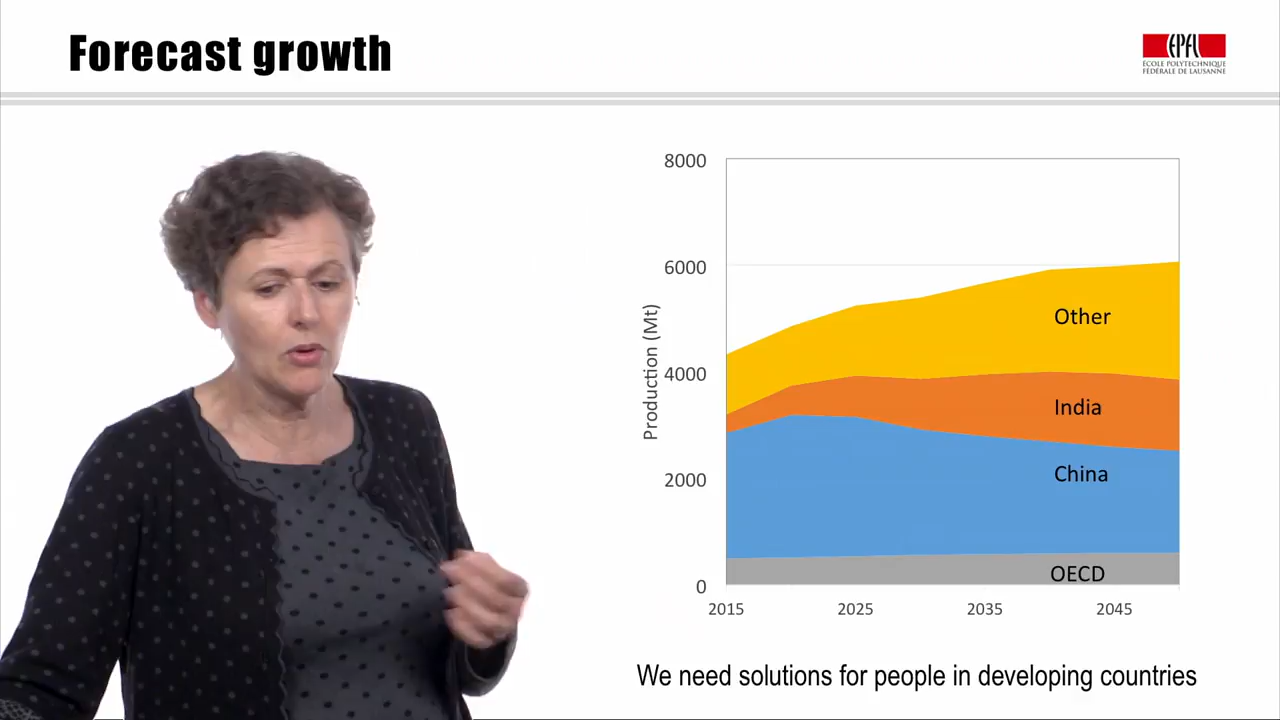 Forecast growth
EPFL
ÉCOLE POLYTECHNIQUE
FÉDÉRALE DE LAUSANNE
8000
6000
4000
2000
0
Production (Mt)
Other
India
China
OECD
2015 2025 2035 2045
We need solutions for people in developing countries